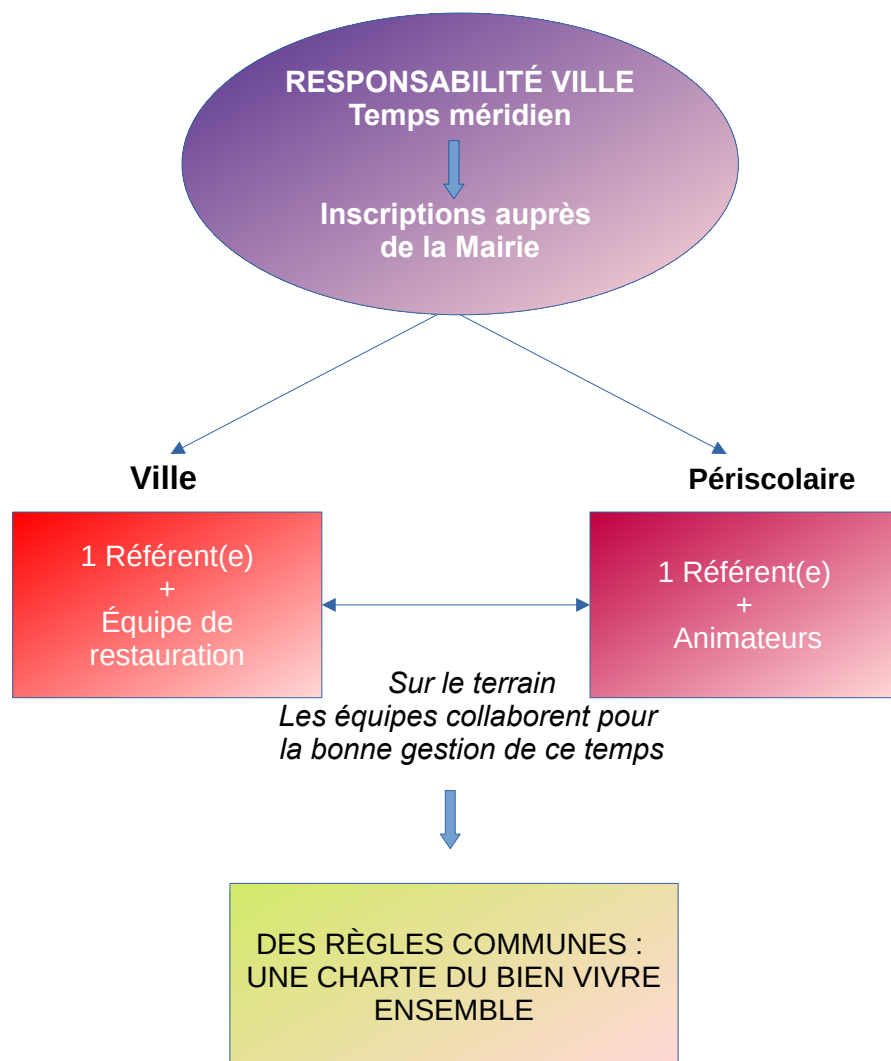 RESPONSABILITÉ VILLE
Temps méridien
Inscriptions auprès
de la Mairie
Ville
Périscolaire
1 Référent(e)
+
Équipe de
restauration
1 Référent(e)
+
Animateurs
Sur le terrain
Les équipes collaborent pour
la bonne gestion de ce temps
DES RÈGLES COMMUNES :
UNE CHARTE DU BIEN VIVRE
ENSEMBLE